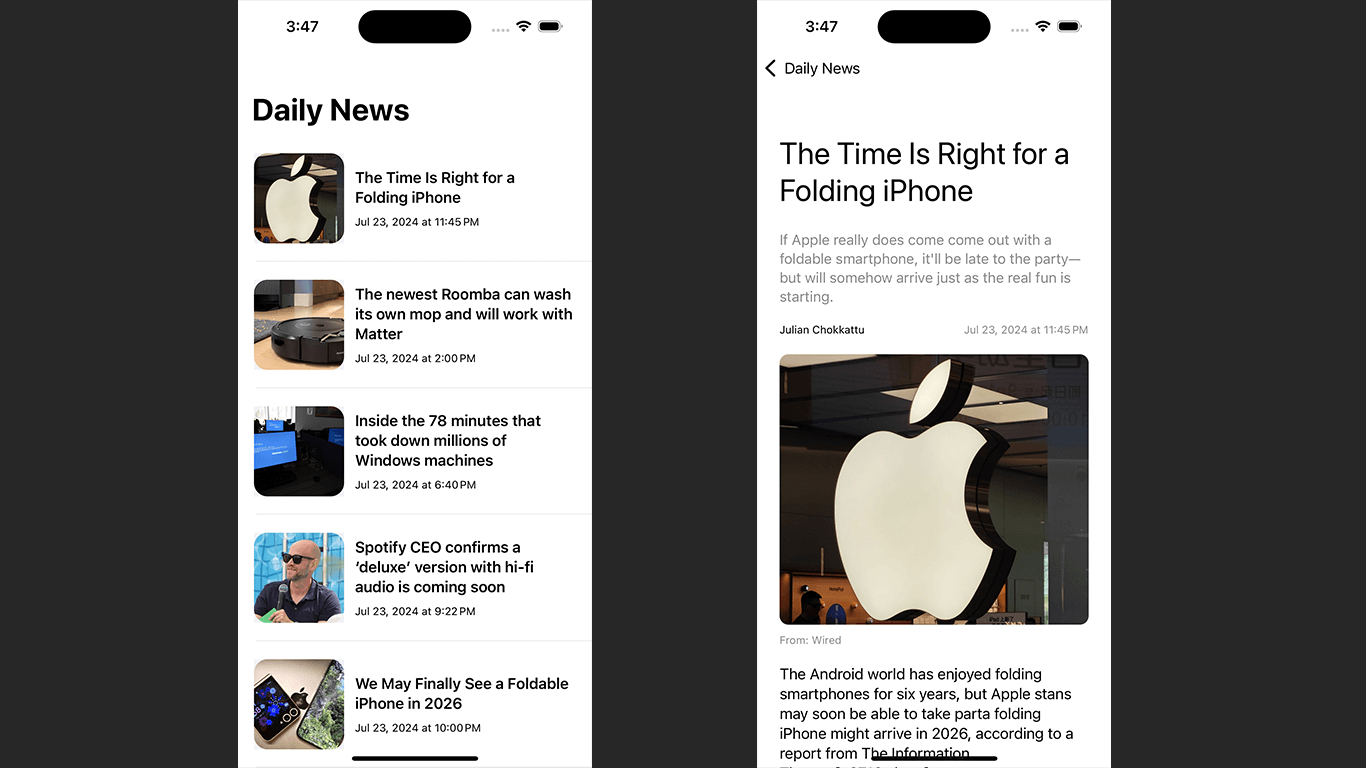 3:47
Daily News
The Time Is Right for a
Folding iPhone
Jul 23, 2024 at 11:45 PM
The newest Roomba can wash
its own mop and will work with
Matter
Jul 23, 2024 at 2:00 PM
Inside the 78 minutes that
took down millions of
Windows machines
Jul 23, 2024 at 6:40 PM
Spotify CEO confirms a
‘deluxe’ version with hi-fi
audio is coming soon
Jul 23, 2024 at 9:22 PM
We May Finally See a Foldable
iPhone in 2026
Jul 23, 2024 at 10:00 PM
3:47
Daily News
The Time Is Right for a
Folding iPhone
If Apple really does come come out with a
foldable smartphone, it'll be late to the party—
but will somehow arrive just as the real fun is
starting.
Julian Chokkattu
Jul 23, 2024 at 11:45 PM
From: Wired
The Android world has enjoyed folding
smartphones for six years, but Apple stans
may soon be able to take parta folding
iPhone might arrive in 2026, according to a
report from The Information